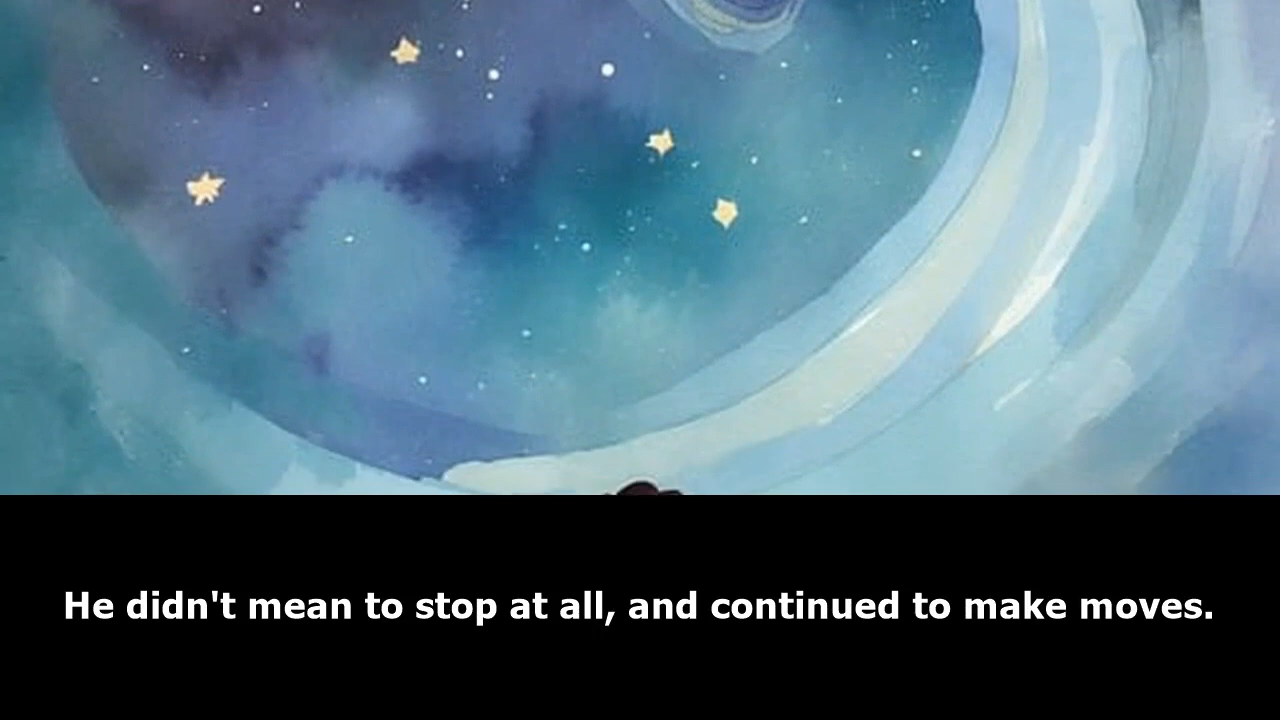 He didn't mean to stop at all, and continued to make moves.